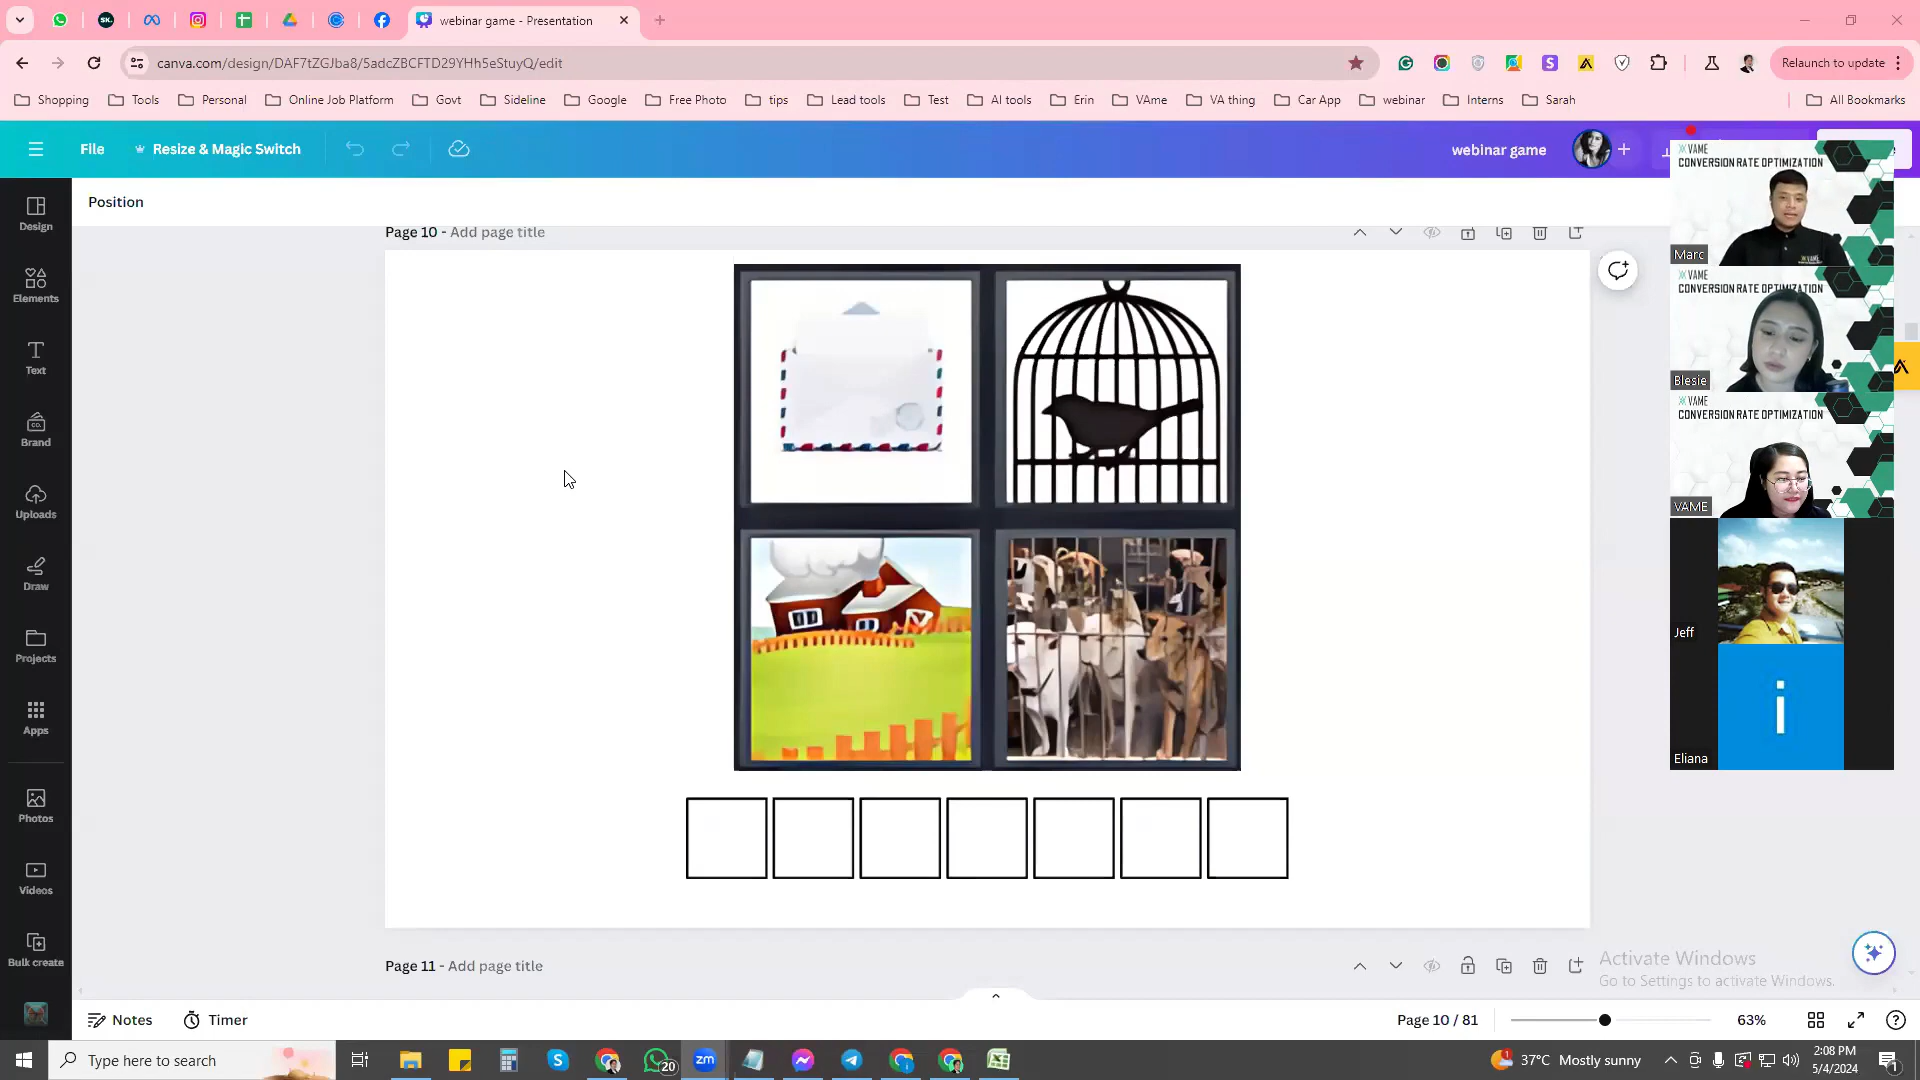 webinar game - Presentation
canva.com/design/DAF7tZGJba8/5adcZBCFTD29YHh5eStuyQ/edit
Relaunch to update
Shopping
Tools
Personal
Online Job Platform
Govt
Sideline
Google
Free Photo
tips
Lead tools
Test
AI tools
Erin
VAme
VA thing
Car App
webinar
Interns
Sarah
All Bookmarks
File
Resize & Magic Switch
webinar game
Position
Design
Elements
Text
Brand
Uploads
Draw
Projects
Apps
Photos
Videos
Bulk create
Page 10 - Add page title
VAME
CONVERSION RATE OPTIMIZATION
Marc
VAME
CONVERSION RATE OPTIMIZATION
Blesie
VAME
CONVERSION RATE OPTIMIZATION
VAME
Jeff
i
Eliana
Page 11 - Add page title
Activate Windows
Go to Settings to activate Windows.
Notes
Timer
Page 10 / 81
63%
Type here to search
20
37°C Mostly sunny
2:08 PM
5/4/2024